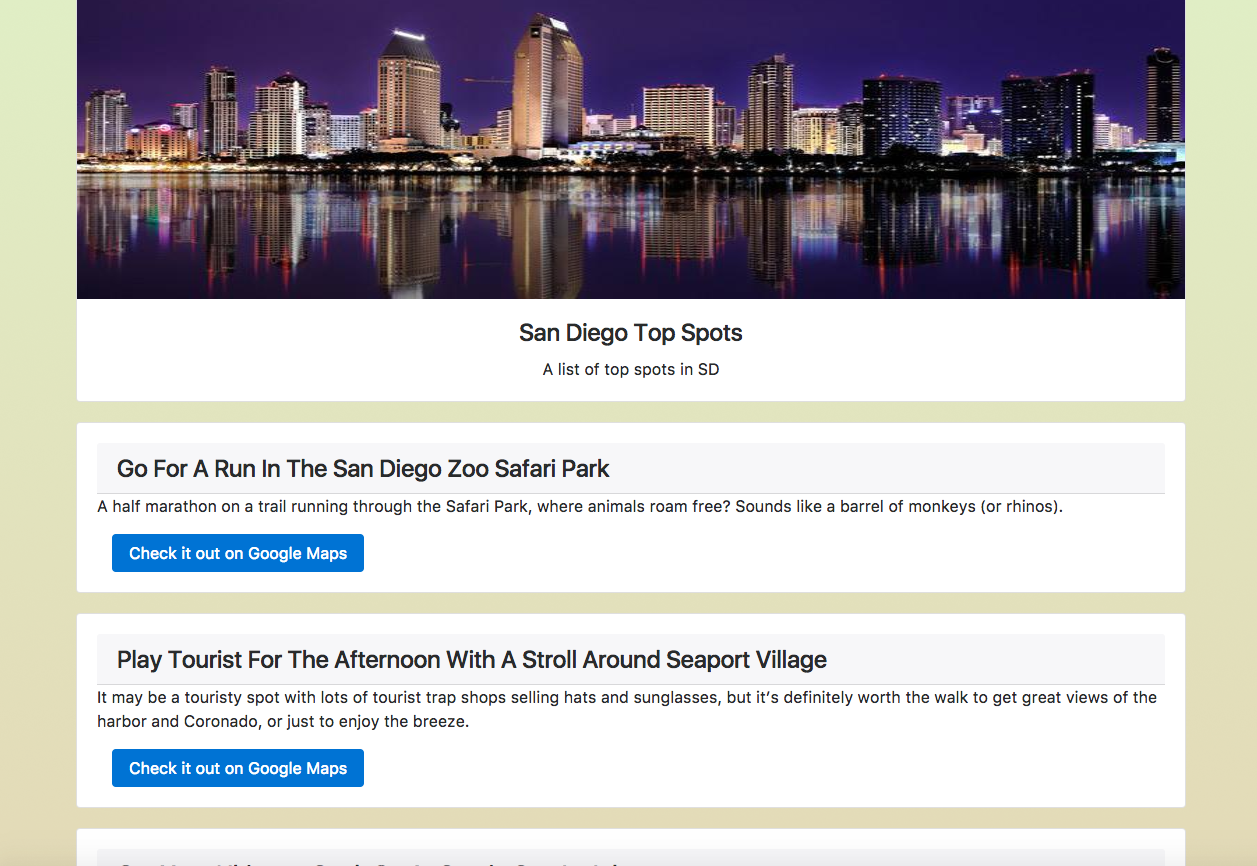 San Diego Top Spots
A list of top spots in SD
Go For A Run In The San Diego Zoo Safari Park
A half marathon on a trail running through the Safari Park, where animals roam free? Sounds like a barrel of monkeys (or rhinos).
Check it out on Google Maps
Play Tourist For The Afternoon With A Stroll Around Seaport Village
It may be a touristy spot with lots of tourist trap shops selling hats and sunglasses, but it’s definitely worth the walk to get great views of the
harbor and Coronado, or just to enjoy the breeze.
Check it out on Google Maps